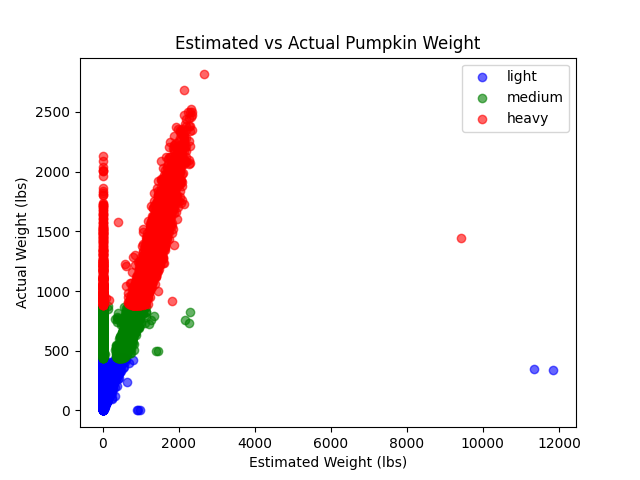 Estimated vs Actual Pumpkin Weight
light
medium
heavy
Actual Weight (lbs)
2500
2000
1500
1000
500
0
0 2000 4000 6000 8000 10000 12000
Estimated Weight (lbs)